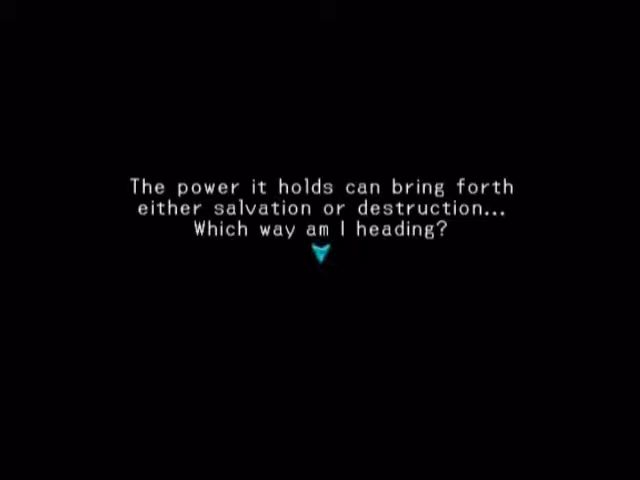 The power it holds can bring forth
either salvation or destruction...
Which way am I heading?